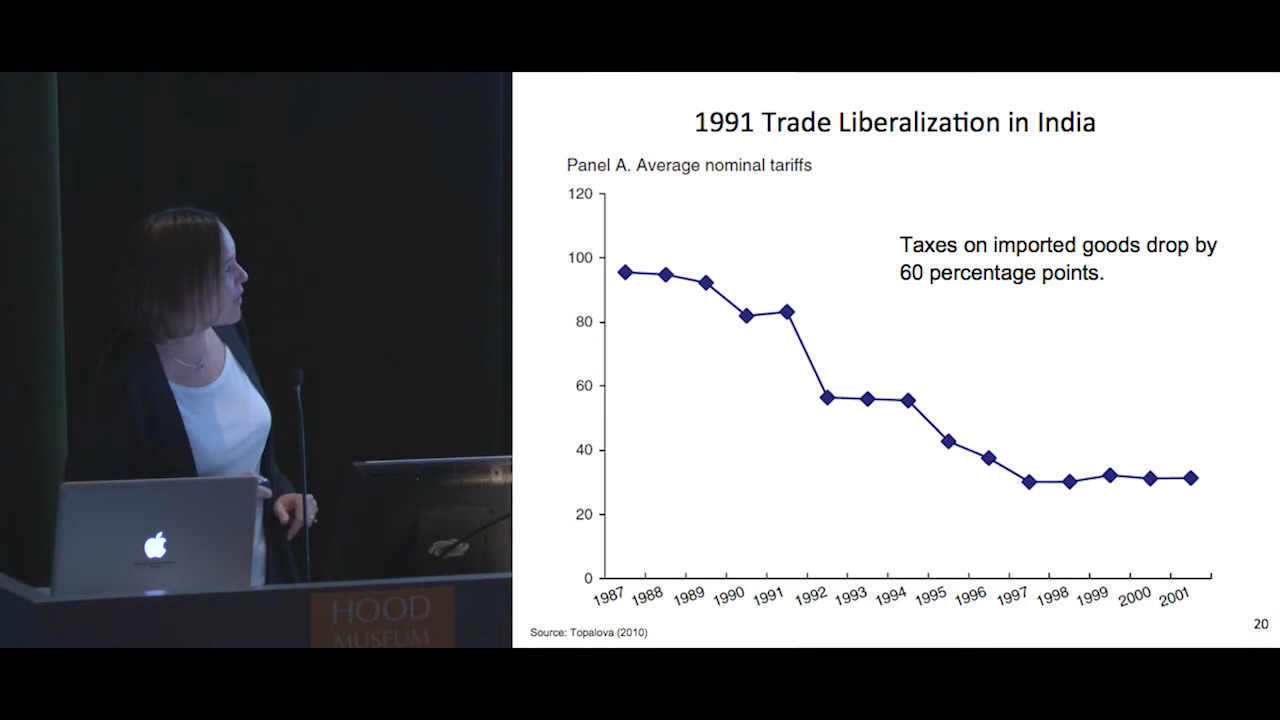 1991 Trade Liberalization in India
Panel A. Average nominal tariffs
120
100
80
60
40
20
0
Taxes on imported goods drop by
60 percentage points.
1987 1988 1989 1990 1991 1992 1993 1994 1995 1996 1997 1998 1999 2000 2001
Source: Topalova (2010)
20
HOOD
MUSEUM